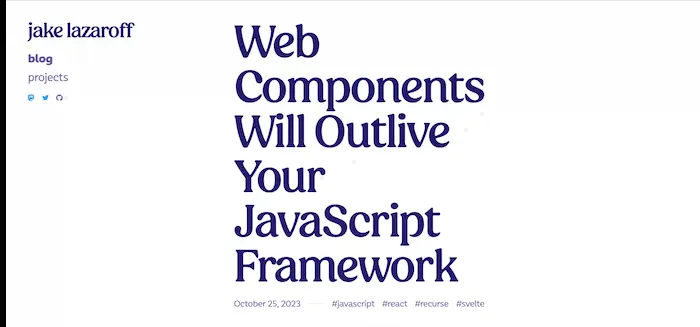 jake lazaroff
blog
projects
Web
Components
Will Outlive
Your
JavaScript
Framework
October 25, 2023 #javascript #react #recurse #svelte